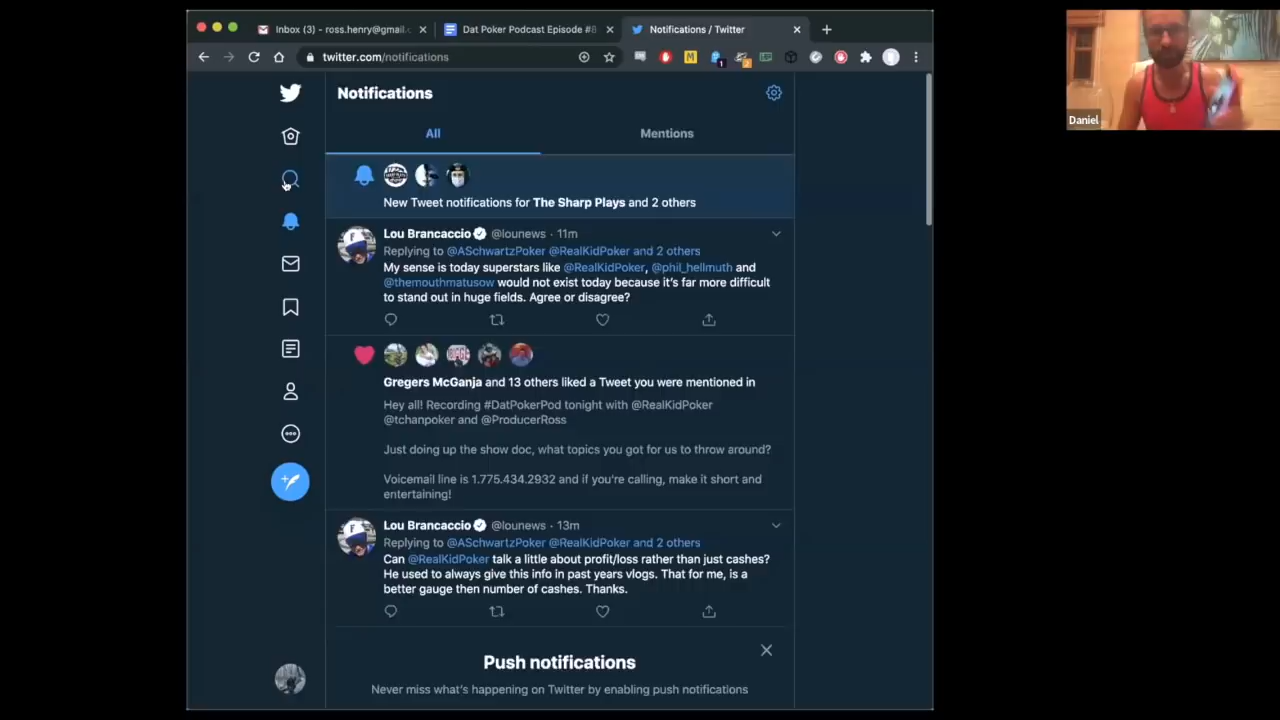 Inbox (3) - ross.henry@gmail.c
Dat Poker Podcast Episode #8
Notifications / Twitter
twitter.com/notifications
Daniel
Notifications
All
Mentions
New Tweet notifications for The Sharp Plays and 2 others
Lou Brancaccio @lounews · 11m
Replying to @ASchwartzPoker @RealKidPoker and 2 others
My sense is today superstars like @RealKidPoker, @phil_hellmuth and
@themouthmatusow would not exist today because it's far more difficult
to stand out in huge fields. Agree or disagree?
Gregers McGanja and 13 others liked a Tweet you were mentioned in
Hey all! Recording #DatPokerPod tonight with @RealKidPoker
@tchanpoker and @ProducerRoss
Just doing up the show doc, what topics you got for us to throw around?
Voicemail line is 1.775.434.2932 and if you're calling, make it short and
entertaining!
Lou Brancaccio @lounews · 13m
Replying to @ASchwartzPoker @RealKidPoker and 2 others
Can @RealKidPoker talk a little about profit/loss rather than just cashes?
He used to always give this info in past years vlogs. That for me, is a
better gauge then number of cashes. Thanks.
Push notifications
Never miss what's happening on Twitter by enabling push notifications